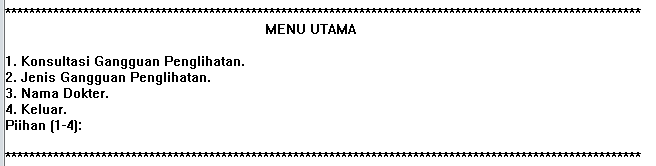 ******************************************************************************************************************************
MENU UTAMA
1. Konsultasi Gangguan Penglihatan.
2. Jenis Gangguan Penglihatan.
3. Nama Dokter.
4. Keluar.
Piihan (1-4):
******************************************************************************************************************************